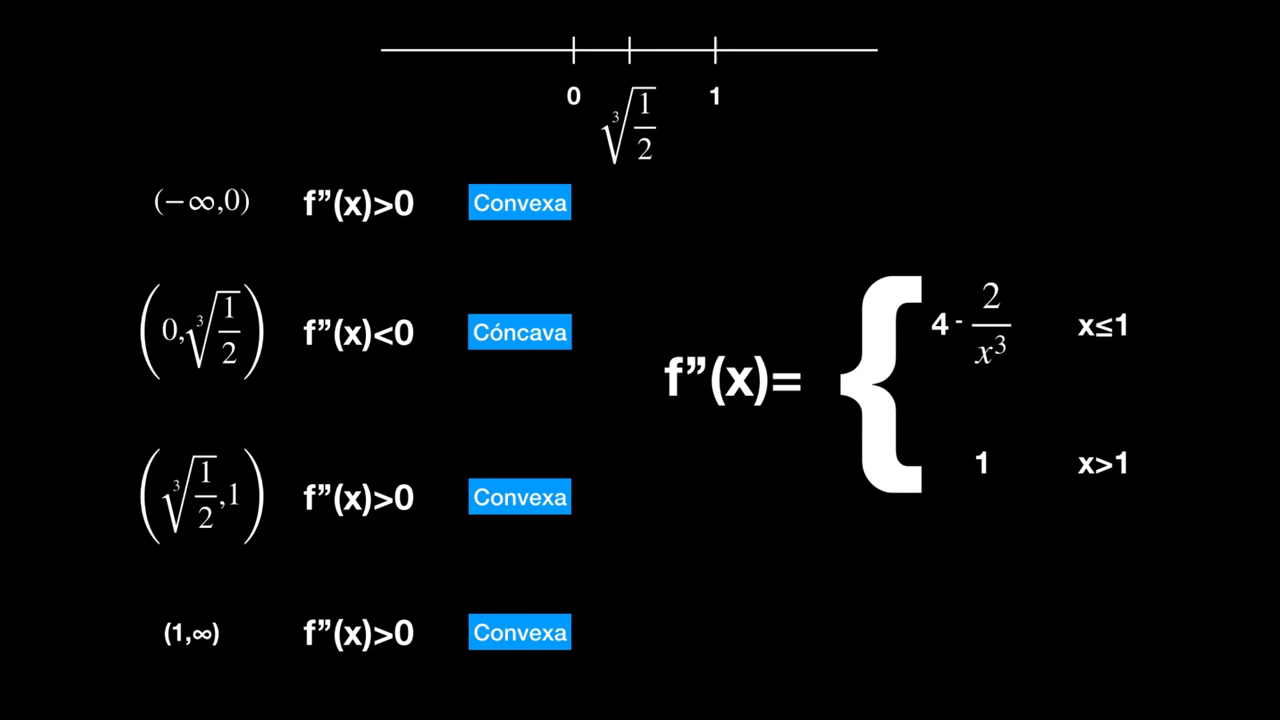 0 ∛(1/2) 1
(−∞,0) f”(x)>0 Convexa
(0,∛(1/2)) f”(x)<0 Cóncava
(∛(1/2),1) f”(x)>0 Convexa
(1,∞) f”(x)>0 Convexa
f”(x)= {
4 - 2/x³ x≤1
1 x>1